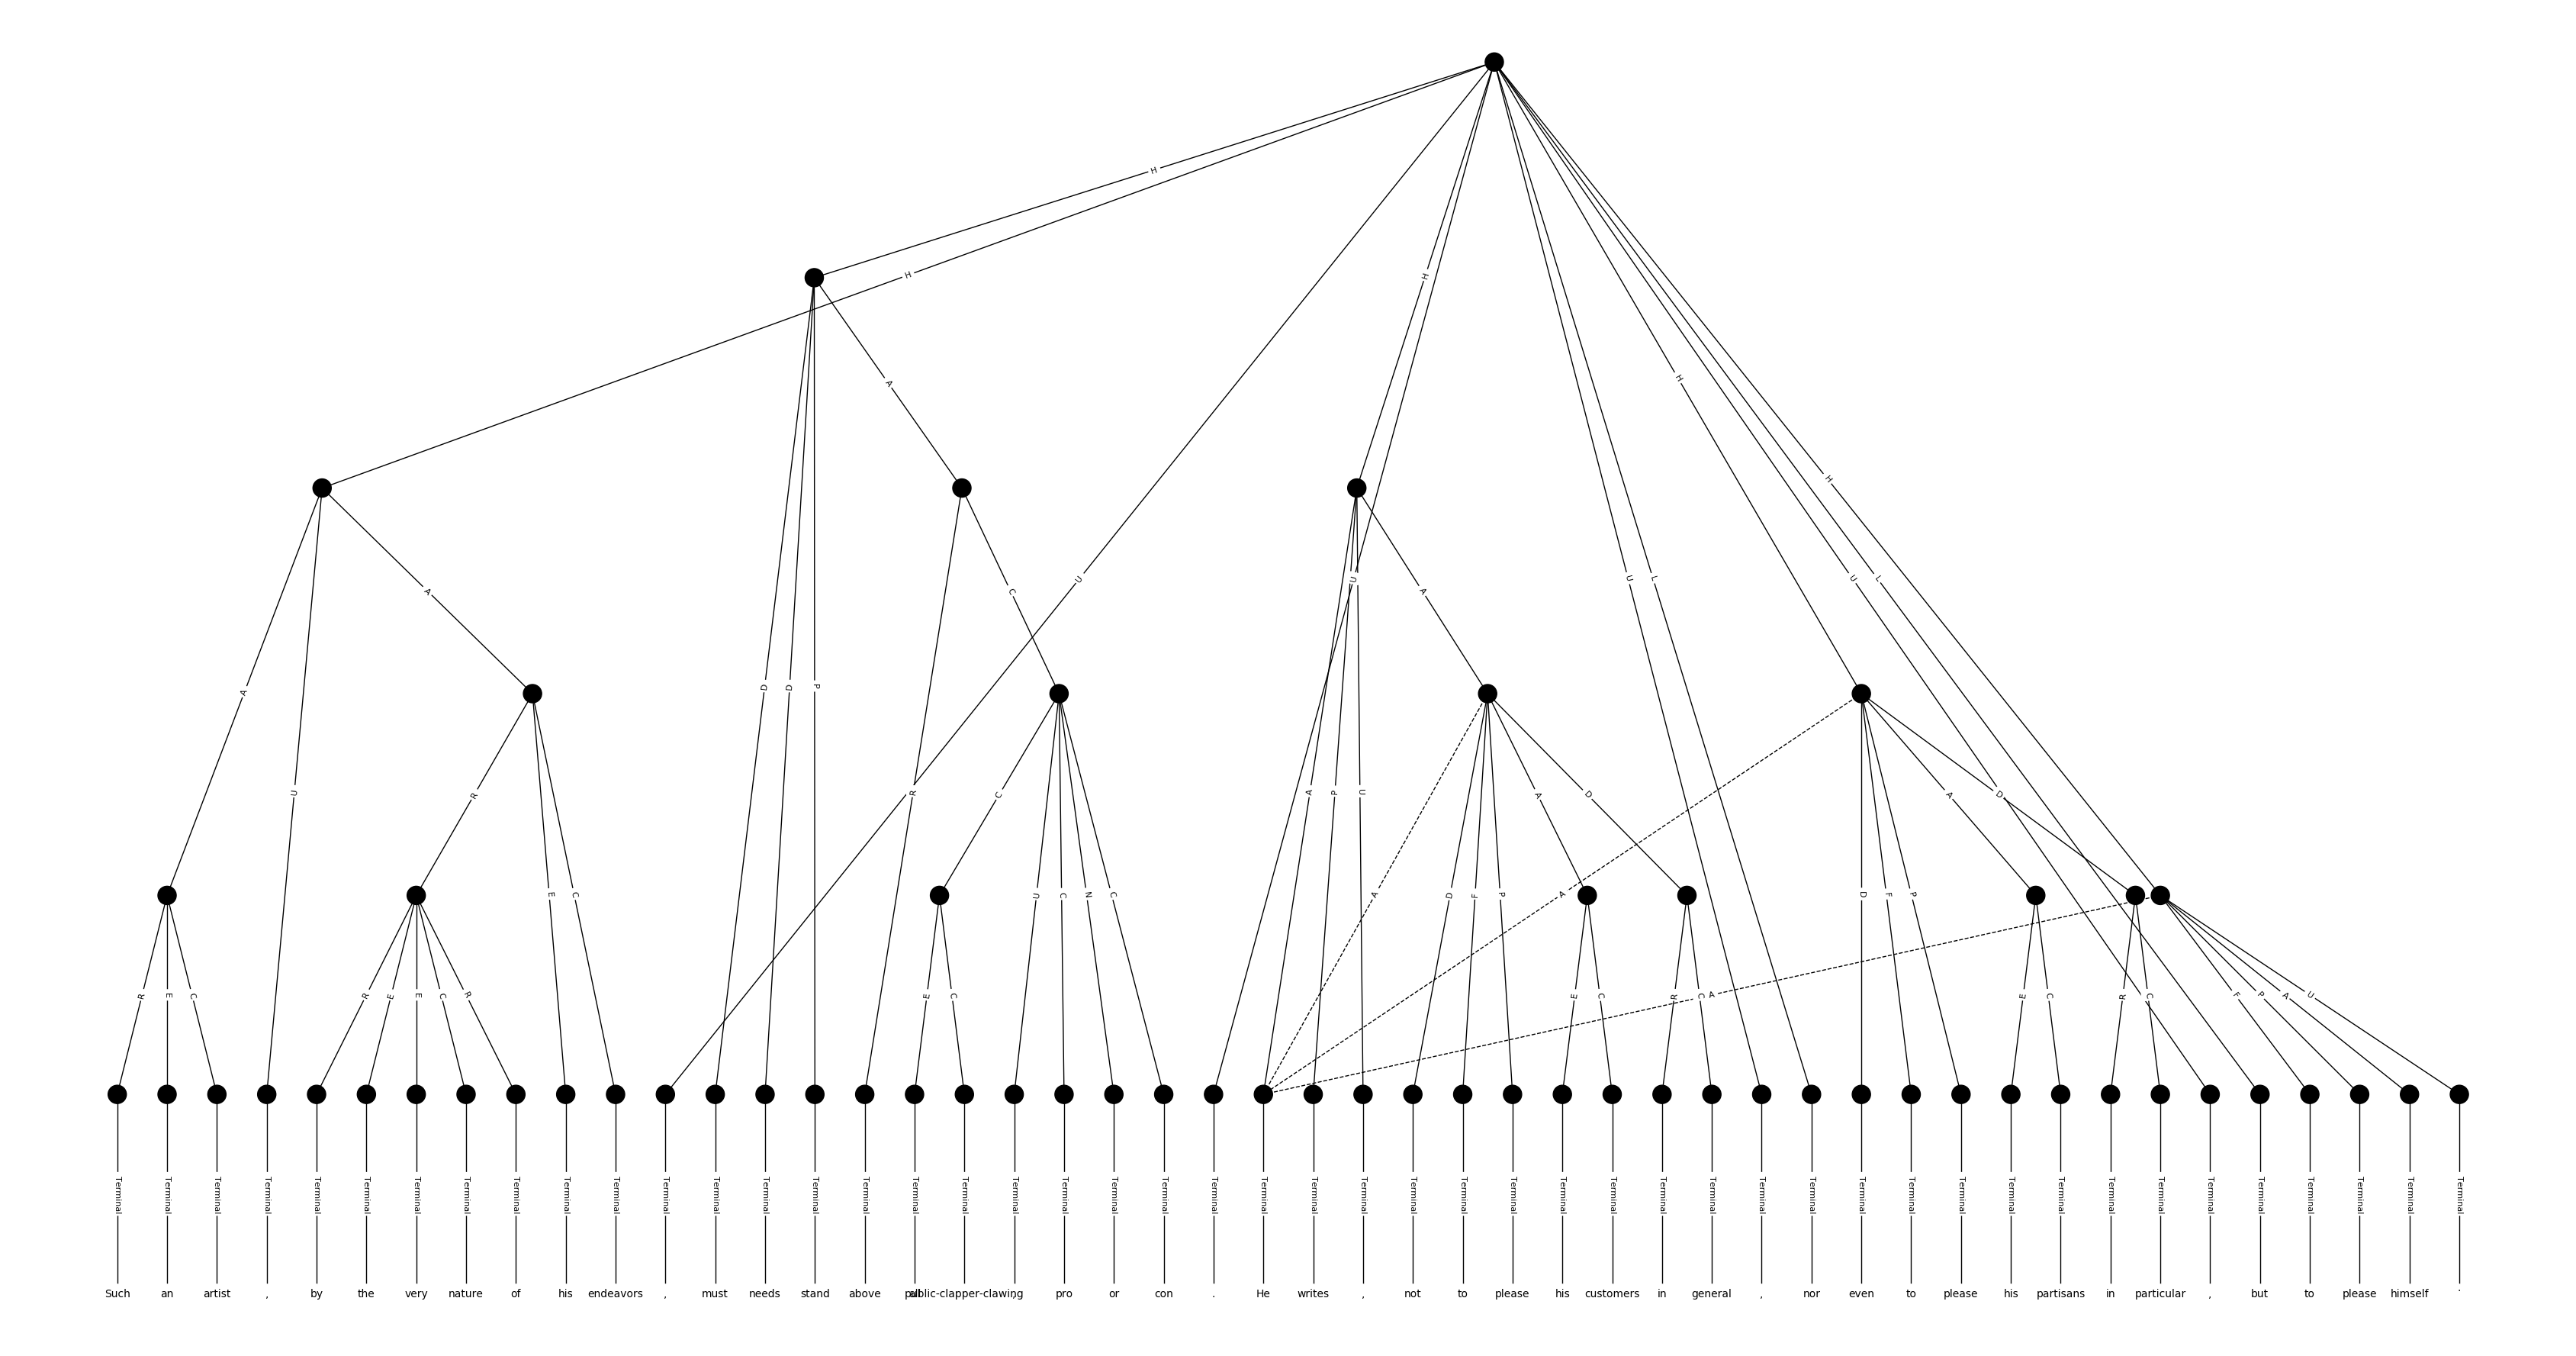 H
H H
A H
H
U U U L U L
A C A
A D D P
U R R C A P U A D A D
E C U C N C A D F P A D F P
R E C R E E C R E C E C R C A E C R C F P A U
Terminal Terminal Terminal Terminal Terminal Terminal Terminal Terminal Terminal Terminal Terminal Terminal Terminal Terminal Terminal Terminal Terminal Terminal Terminal Terminal Terminal Terminal Terminal Terminal Terminal Terminal Terminal Terminal Terminal Terminal Terminal Terminal Terminal Terminal Terminal Terminal Terminal Terminal Terminal Terminal Terminal Terminal Terminal Terminal Terminal Terminal Terminal Terminal
Such an artist , by the very nature of his endeavors , must needs stand above all public-clapper-clawing , pro or con . He writes , not to please his customers in general , nor even to please his partisans in particular , but to please himself .